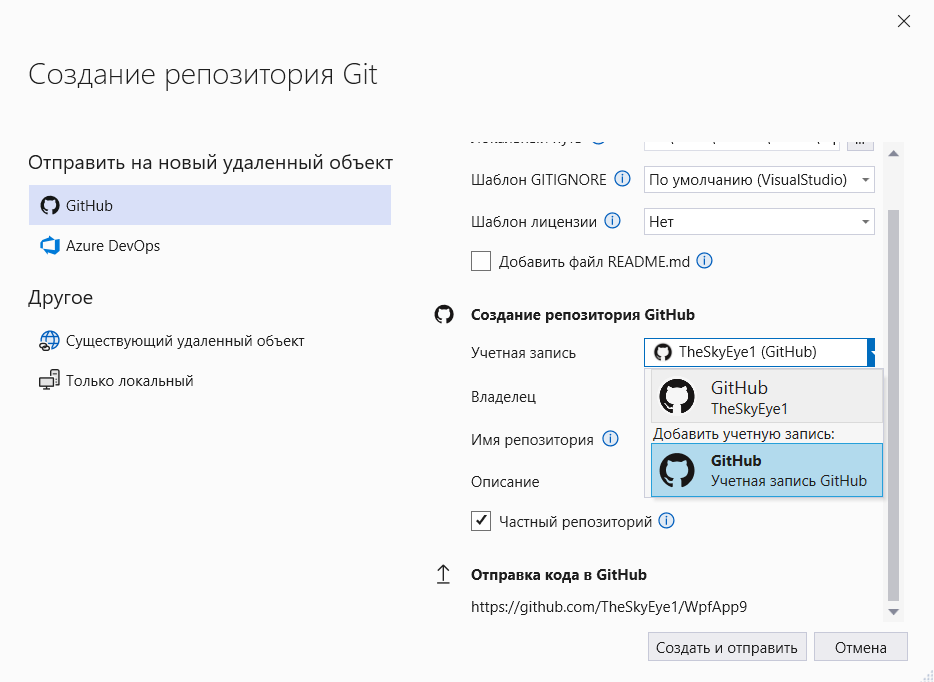 Создание репозитория Git
Отправить на новый удаленный объект
GitHub
Azure DevOps
Другое
Существующий удаленный объект
Только локальный
...
Шаблон GITIGNORE
По умолчанию (VisualStudio)
Шаблон лицензии
Нет
Добавить файл README.md
Создание репозитория GitHub
Учетная запись
TheSkyEye1 (GitHub)
GitHub
TheSkyEye1
Владелец
Добавить учетную запись:
Имя репозитория
GitHub
Учетная запись GitHub
Описание
Частный репозиторий
Отправка кода в GitHub
https://github.com/TheSkyEye1/WpfApp9
Создать и отправить
Отмена